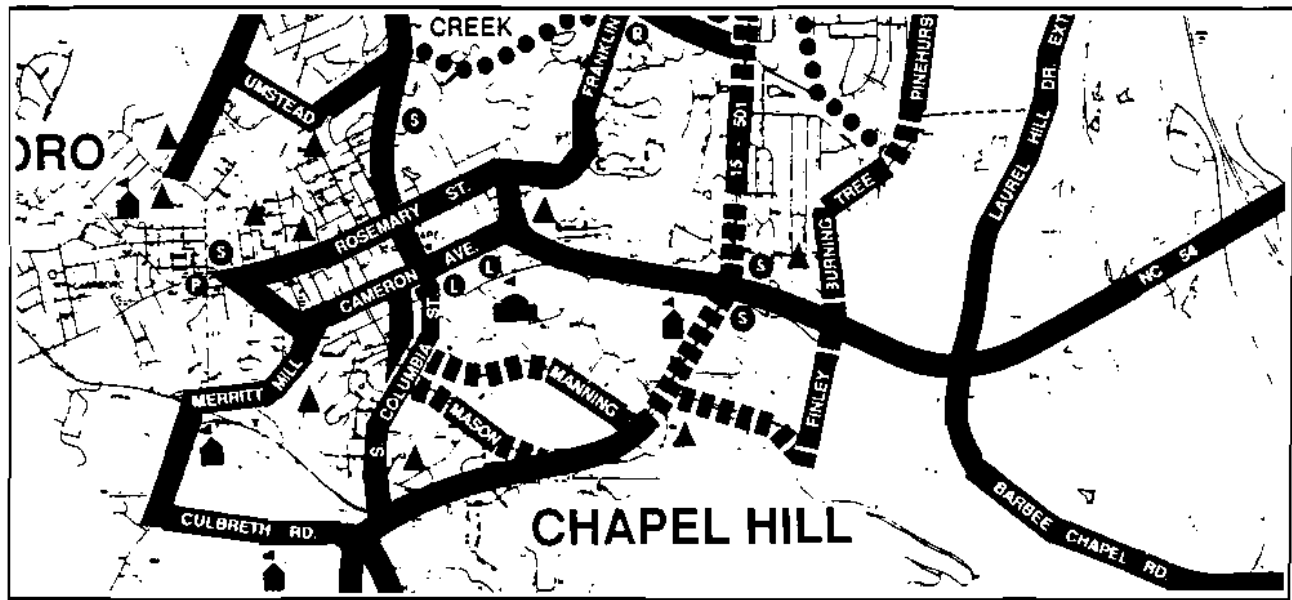 CREEK
FRANKLIN
R
UMSTEAD
15 - 501
PINEHURS
LAUREL HILL DR. EXT
S
ORO
ROSEMARY ST.
BURNING TREE
S
P
CAMERON AVE.
L
L
S
S
NC 54
S. COLUMBIA ST.
MERRITT MILL
MANNING
MASON
FINLEY
CULBRETH RD.
CHAPEL HILL
BARBEE CHAPEL RD.